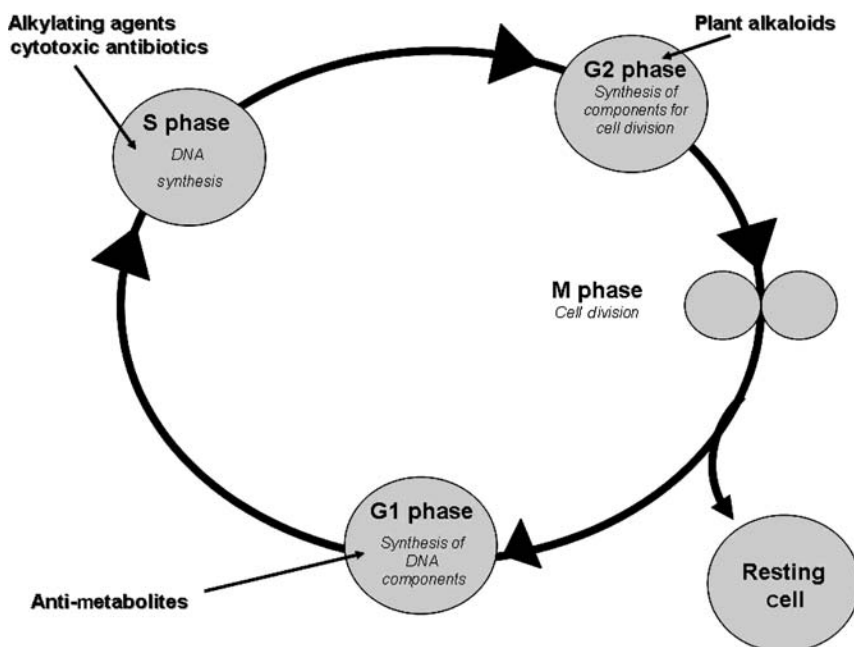 Alkylating agents
cytotoxic antibiotics
Plant alkaloids
G2 phase
Synthesis of
components for
cell division
S phase
DNA
synthesis
M phase
Cell division
G1 phase
Synthesis of
DNA
components
Anti-metabolites
Resting
cell